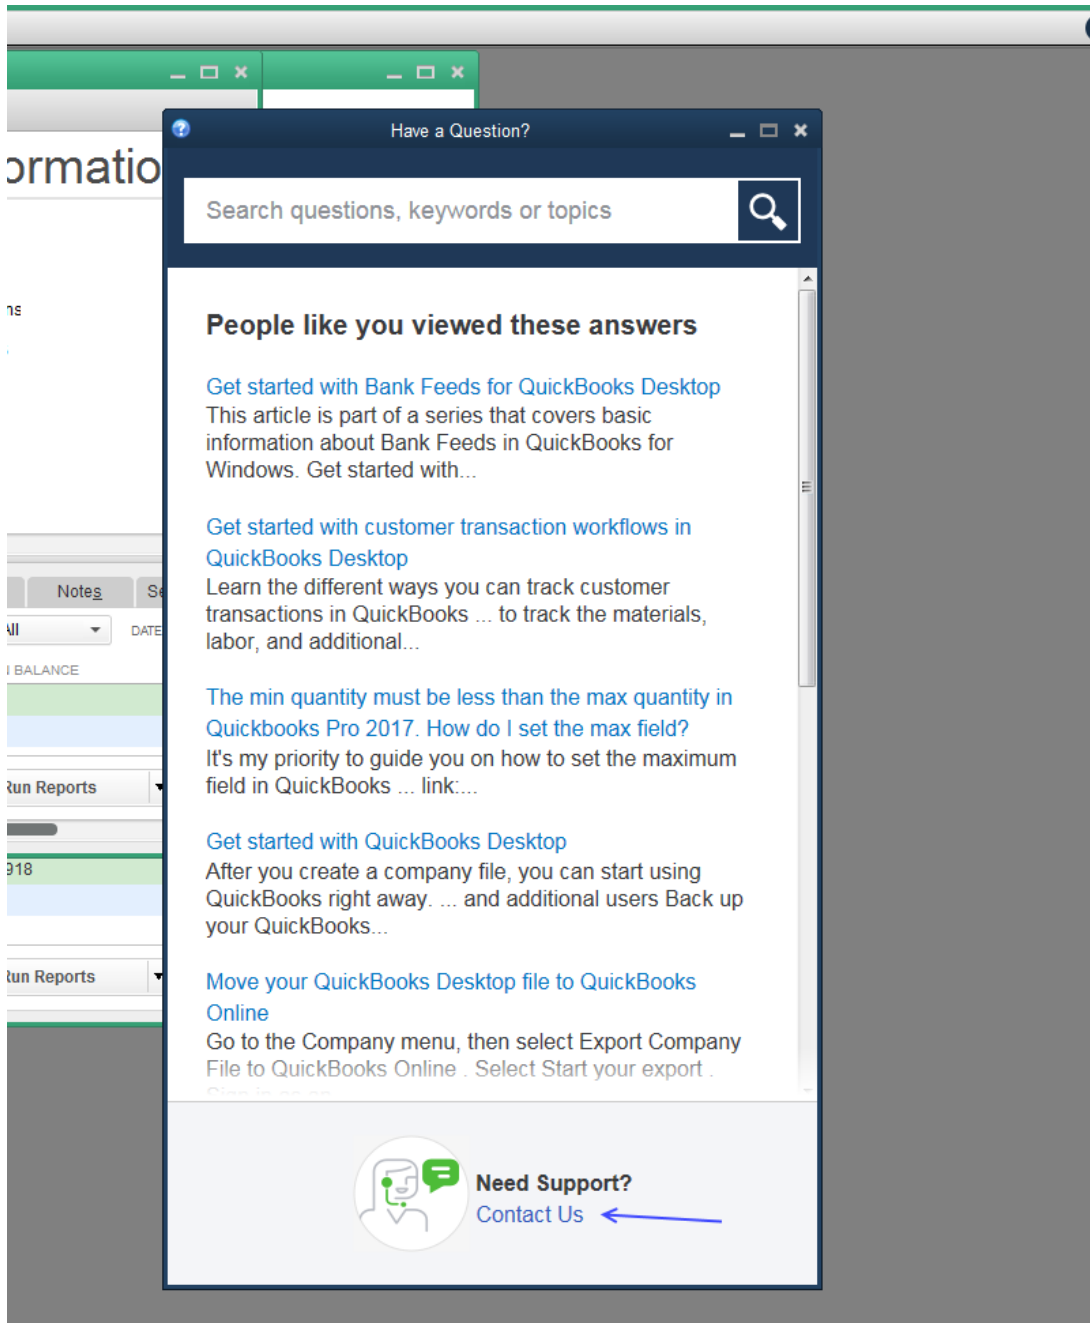 Have a Question?
ormatio
Search questions, keywords or topics
ns
People like you viewed these answers
Get started with Bank Feeds for QuickBooks Desktop
This article is part of a series that covers basic
information about Bank Feeds in QuickBooks for
Windows. Get started with...
Get started with customer transaction workflows in
QuickBooks Desktop
Learn the different ways you can track customer
transactions in QuickBooks ... to track the materials,
labor, and additional...
Notes Se
All DATE
N BALANCE
The min quantity must be less than the max quantity in
Quickbooks Pro 2017. How do I set the max field?
It's my priority to guide you on how to set the maximum
field in QuickBooks ... link:...
Run Reports
Get started with QuickBooks Desktop
After you create a company file, you can start using
QuickBooks right away. ... and additional users Back up
your QuickBooks...
918
Run Reports
Move your QuickBooks Desktop file to QuickBooks
Online
Go to the Company menu, then select Export Company
File to QuickBooks Online . Select Start your export .
Need Support?
Contact Us